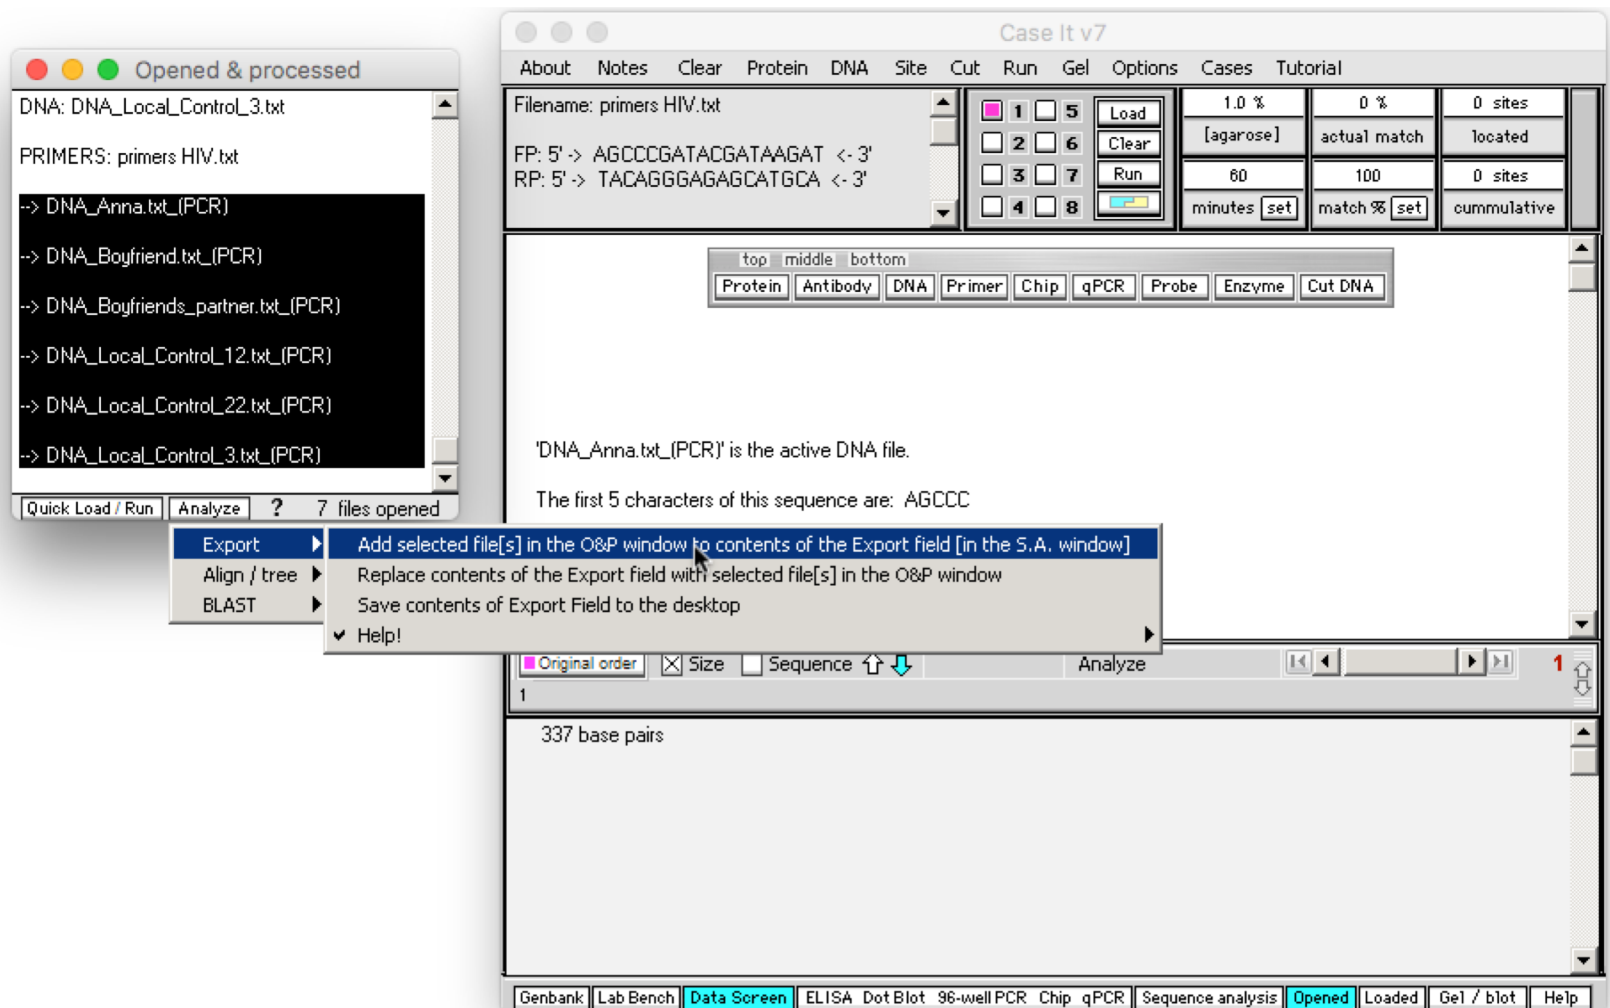 Opened & processed
DNA: DNA_Local_Control_3.txt
PRIMERS: primers HIV.txt
--> DNA_Anna.txt_(PCR)
--> DNA_Boyfriend.txt_(PCR)
--> DNA_Boyfriends_partner.txt_(PCR)
--> DNA_Local_Control_12.txt_(PCR)
--> DNA_Local_Control_22.txt_(PCR)
--> DNA_Local_Control_3.txt_(PCR)
Quick Load / Run Analyze ? 7 files opened
Export Add selected file[s] in the O&P window to contents of the Export field [in the S.A. window]
Align / tree Replace contents of the Export field with selected file[s] in the O&P window
BLAST Save contents of Export Field to the desktop
Help!
Case It v7
About Notes Clear Protein DNA Site Cut Run Gel Options Cases Tutorial
Filename: primers HIV.txt
FP: 5' -> AGCCCGATACGATAAGAT <- 3'
RP: 5' -> TACAGGGAGAGCATGCA <- 3'
1 5 Load
2 6 Clear
3 7 Run
4 8
1.0 % 0 % 0 sites
[agarose] actual match located
60 100 0 sites
minutes set match % set cummulative
top middle bottom
Protein Antibody DNA Primer Chip qPCR Probe Enzyme Cut DNA
'DNA_Anna.txt_(PCR)' is the active DNA file.
The first 5 characters of this sequence are: AGCCC
Original order Size Sequence Analyze 1
1
337 base pairs
Genbank Lab Bench Data Screen ELISA Dot Blot 96-well PCR Chip qPCR Sequence analysis Opened Loaded Gel / blot Help